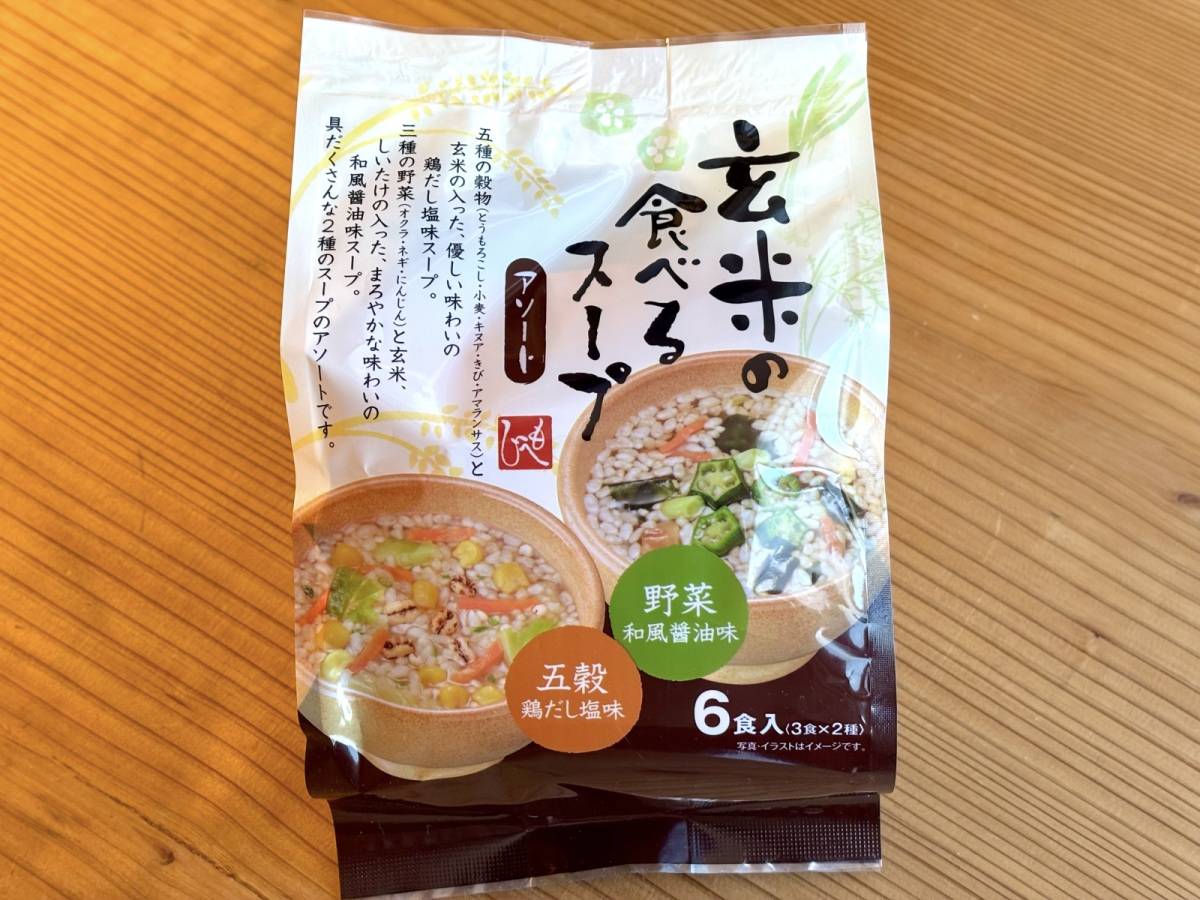 玄米の
食べる
スープ
アソート
もへじ
五種の穀物(とうもろこし・小麦・キヌア・きび・アマランサス)と
玄米の入った、優しい味わいの
鶏だし塩味スープ。
三種の野菜(オクラ・ネギ・にんじん)と玄米、
しいたけの入った、まろやかな味わいの
和風醤油味スープ。
具だくさんな2種のスープのアソートです。
野菜
和風醤油味
五穀
鶏だし塩味
6食入(3食×2種)
写真・イラストはイメージです。